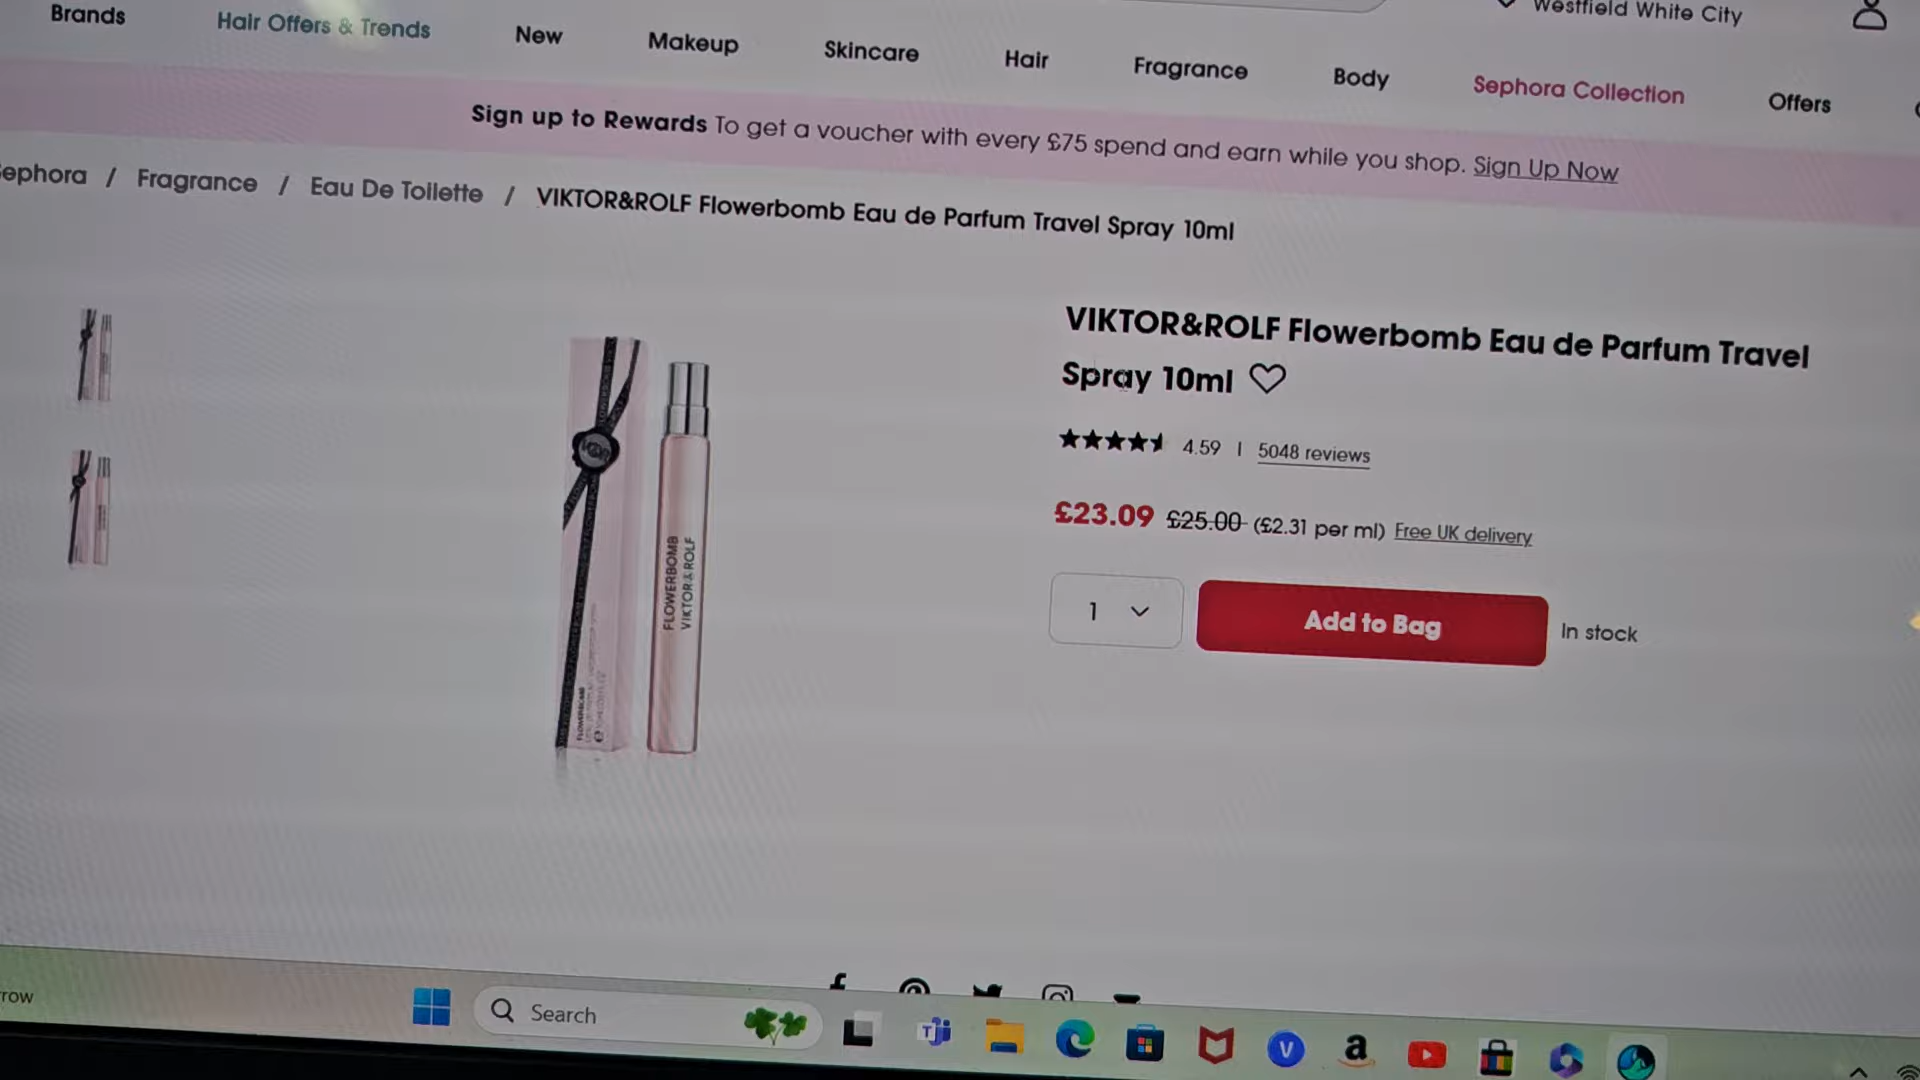 Westfield White City
Brands
Hair Offers & Trends
New
Makeup
Skincare
Hair
Fragrance
Body
Sephora Collection
Offers
Sign up to Rewards To get a voucher with every £75 spend and earn while you shop. Sign Up Now
ephora / Fragrance / Eau De Toilette / VIKTOR&ROLF Flowerbomb Eau de Parfum Travel Spray 10ml
VIKTOR&ROLF Flowerbomb Eau de Parfum Travel
Spray 10ml
4.59 | 5048 reviews
£23.09 £25.00 (£2.31 per ml) Free UK delivery
1
Add to Bag
In stock
FLOWERBOMB
VIKTOR & ROLF
FLOWERBOMB
row
Search